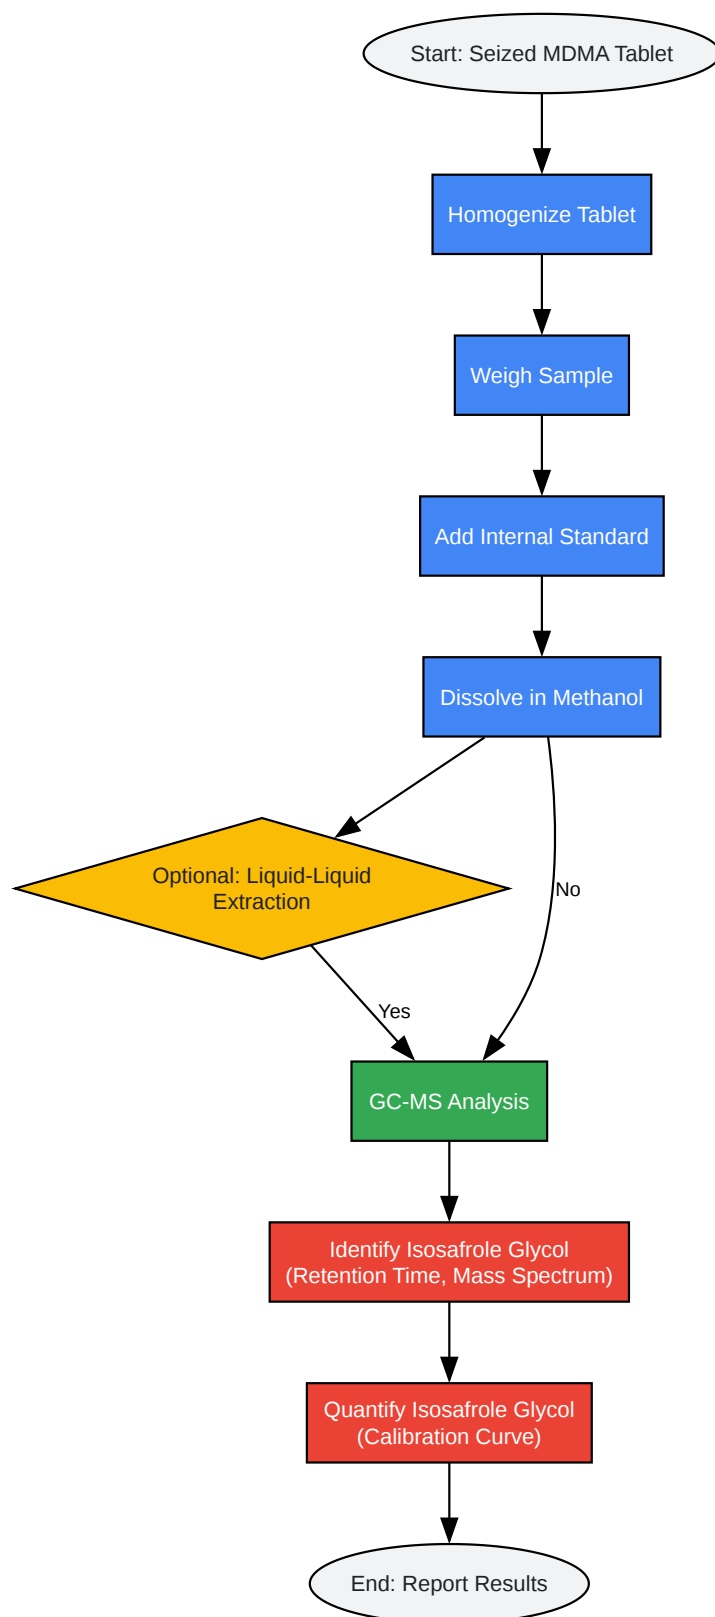 Start: Seized MDMA Tablet
Homogenize Tablet
Weigh Sample
Add Internal Standard
Dissolve in Methanol
Optional: Liquid-Liquid
Extraction
No
Yes
GC-MS Analysis
Identify Isosafrole Glycol
(Retention Time, Mass Spectrum)
Quantify Isosafrole Glycol
(Calibration Curve)
End: Report Results